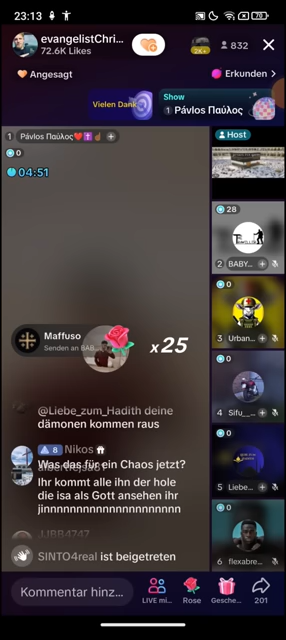 23:13
70
evangelistChri...
72.6K Likes
832
Angesagt
Erkunden >
Vielen Dank
Show
1 Pávlos Παύλος
1 Pávlos Παύλος
0
04:51
Host
28
2 BABY...
0
3 Urban...
0
4 Sifu_...
0
5 Liebe...
0
6 flexabre...
Maffuso
Senden an BAB...
x25
@Liebe_zum_Hadith deine
dämonen kommen raus
8 Nikos
Was das für ein Chaos jetzt?
Ihr kommt alle ihn der hole
die isa als Gott ansehen ihr
SINTO4real ist beigetreten
Kommentar hinz...
LIVE mi...
Rose
Gesche...
201